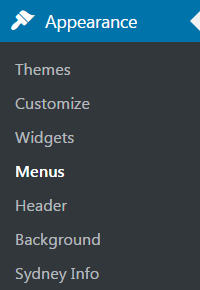 Appearance
Themes
Customize
Widgets
Menus
Header
Background
Sydney Info